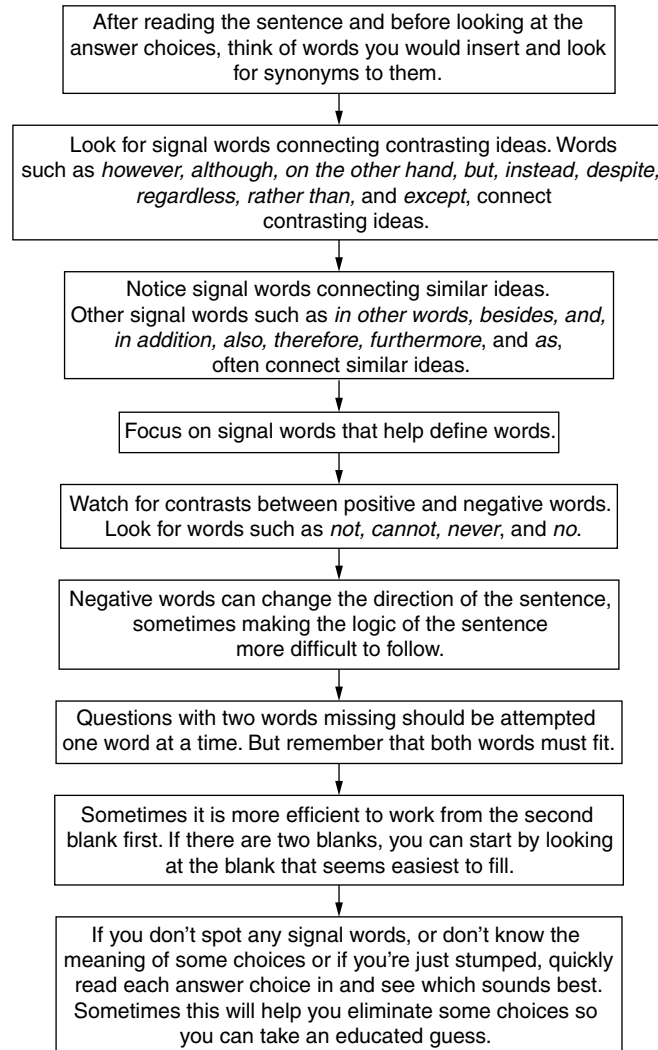 After reading the sentence and before looking at the
answer choices, think of words you would insert and look
for synonyms to them.
Look for signal words connecting contrasting ideas. Words
such as however, although, on the other hand, but, instead, despite,
regardless, rather than, and except, connect
contrasting ideas.
Notice signal words connecting similar ideas.
Other signal words such as in other words, besides, and,
in addition, also, therefore, furthermore, and as,
often connect similar ideas.
Focus on signal words that help define words.
Watch for contrasts between positive and negative words.
Look for words such as not, cannot, never, and no.
Negative words can change the direction of the sentence,
sometimes making the logic of the sentence
more difficult to follow.
Questions with two words missing should be attempted
one word at a time. But remember that both words must fit.
Sometimes it is more efficient to work from the second
blank first. If there are two blanks, you can start by looking
at the blank that seems easiest to fill.
If you don't spot any signal words, or don't know the
meaning of some choices or if you're just stumped, quickly
read each answer choice in and see which sounds best.
Sometimes this will help you eliminate some choices so
you can take an educated guess.